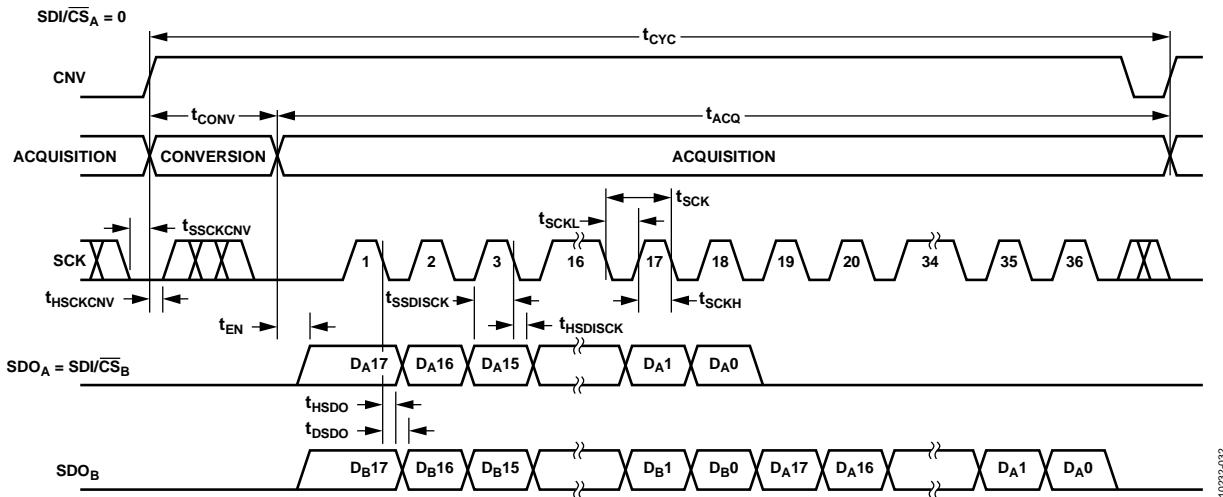 SDI/CS_A = 0
t_CYC
CNV
t_CONV
t_ACQ
ACQUISITION
CONVERSION
ACQUISITION
t_SCK
t_SCKL
t_SSCKCNV
SCK
1 2 3 16 17 18 19 20 34 35 36
t_HSCKCNV
t_SSDISCK
t_SCKH
t_EN
t_HSDISCK
SDO_A = SDI/CS_B
D_A17 D_A16 D_A15 D_A1 D_A0
t_HSDO
t_DSDO
SDO_B
D_B17 D_B16 D_B15 D_B1 D_B0 D_A17 D_A16 D_A1 D_A0
10232-032